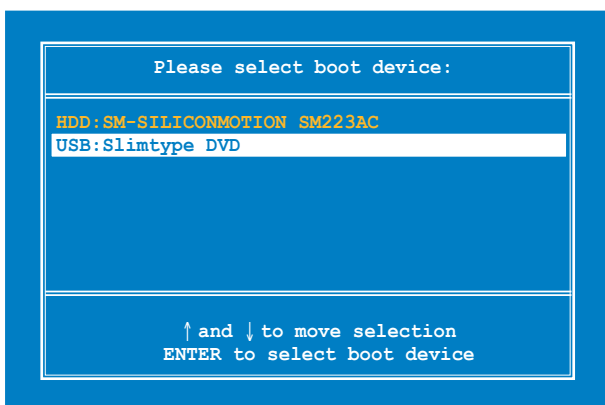 Please select boot device:
HDD:SM-SILICONMOTION SM223AC
USB:Slimtype DVD
↑and ↓to move selection
ENTER to select boot device